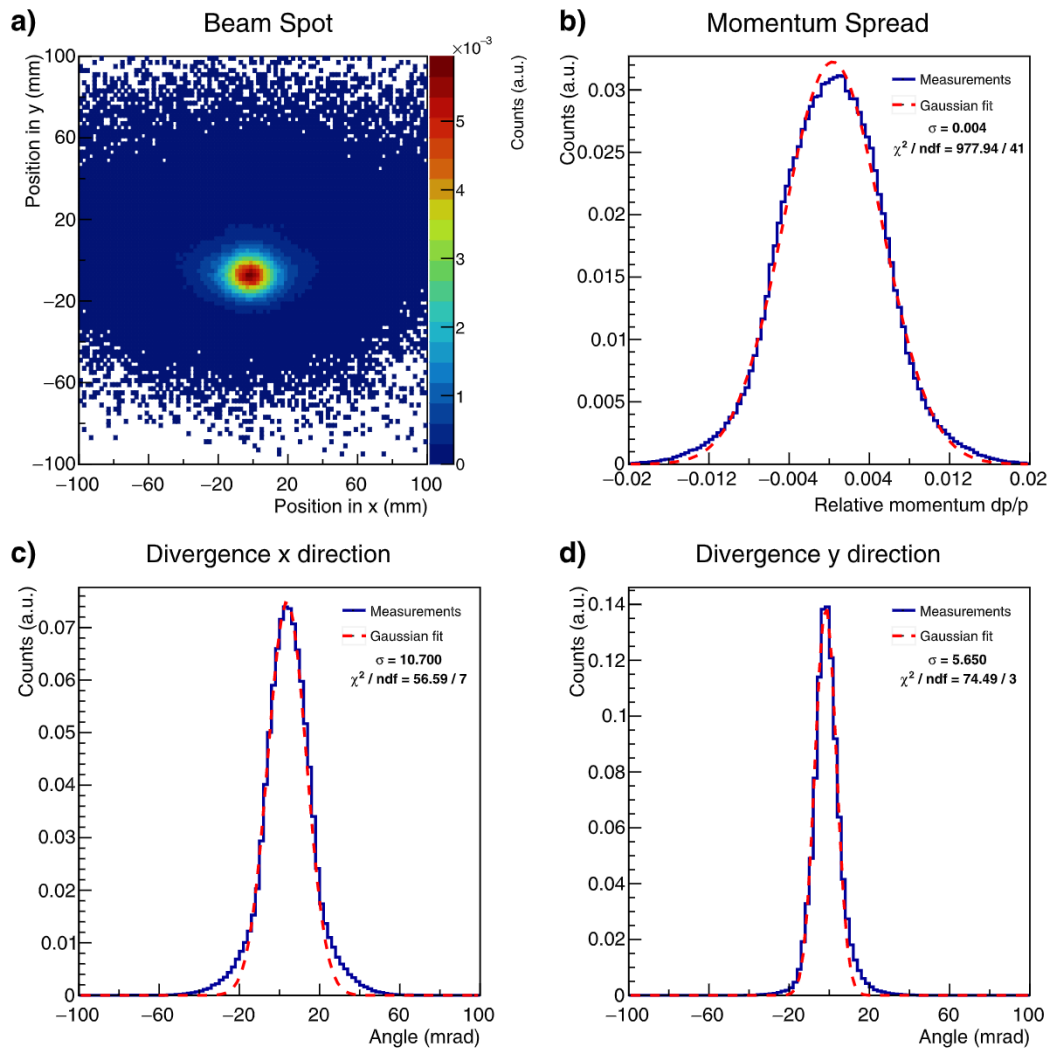 a) Beam Spot
×10⁻³
Position in y (mm)
Counts (a.u.)
100
60
20
−20
−60
−100
5
4
3
2
1
0
−100 −60 −20 20 60 100
Position in x (mm)
b) Momentum Spread
Counts (a.u.)
Measurements
Gaussian fit
σ = 0.004
χ² / ndf = 977.94 / 41
0.03
0.025
0.02
0.015
0.01
0.005
0
−0.02 −0.012 −0.004 0.004 0.012 0.02
Relative momentum dp/p
c) Divergence x direction
Counts (a.u.)
Measurements
Gaussian fit
σ = 10.700
χ² / ndf = 56.59 / 7
0.07
0.06
0.05
0.04
0.03
0.02
0.01
0
−100 −60 −20 20 60 100
Angle (mrad)
d) Divergence y direction
Counts (a.u.)
Measurements
Gaussian fit
σ = 5.650
χ² / ndf = 74.49 / 3
0.14
0.12
0.1
0.08
0.06
0.04
0.02
0
−100 −60 −20 20 60 100
Angle (mrad)